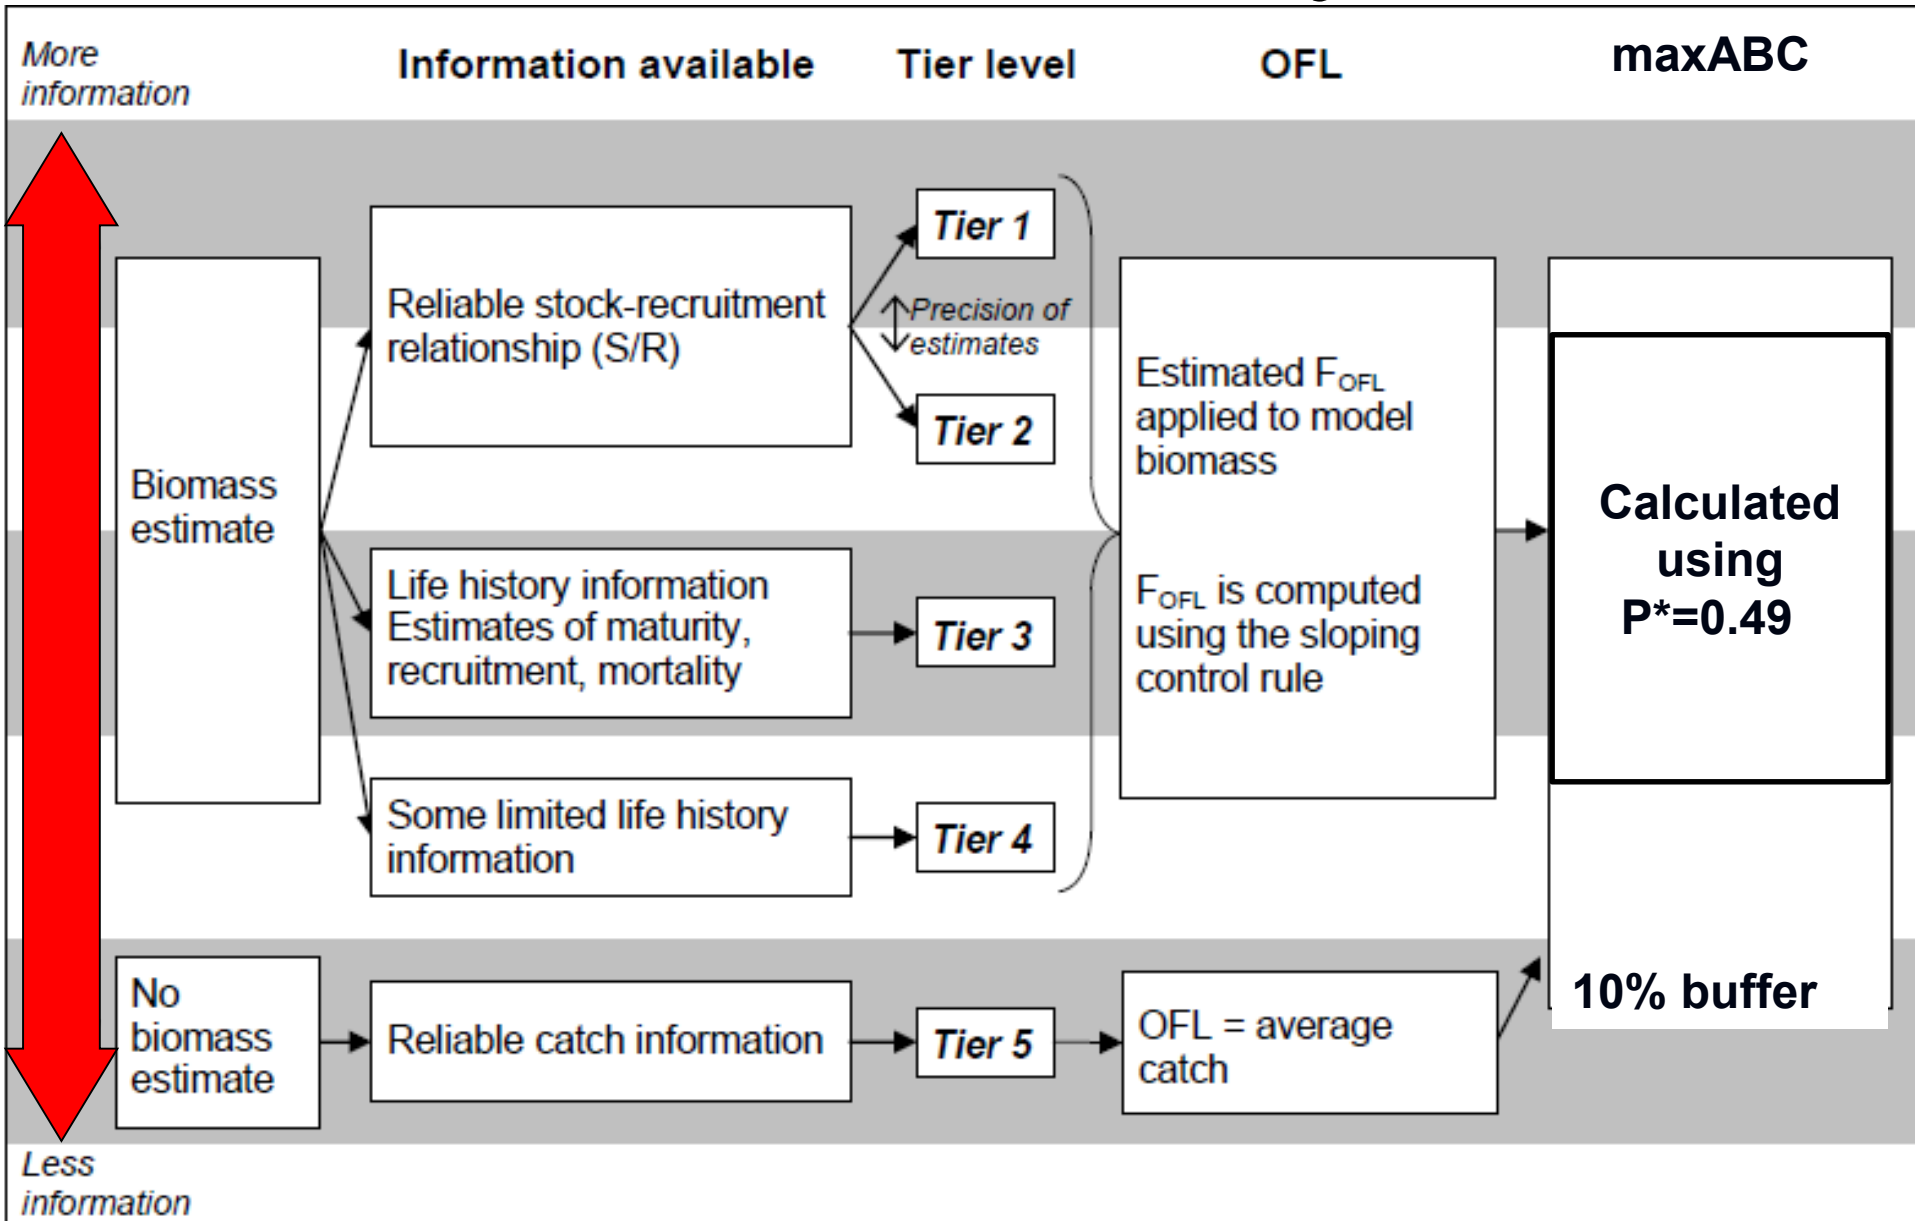 More
information
Information available
Tier level
OFL
maxABC
Biomass
estimate
Reliable stock-recruitment
relationship (S/R)
Tier 1
Precision of
estimates
Tier 2
Life history information
Estimates of maturity,
recruitment, mortality
Tier 3
Some limited life history
information
Tier 4
Estimated FOFL
applied to model
biomass
FOFL is computed
using the sloping
control rule
Calculated
using
P*=0.49
No
biomass
estimate
Reliable catch information
Tier 5
OFL = average
catch
10% buffer
Less
information